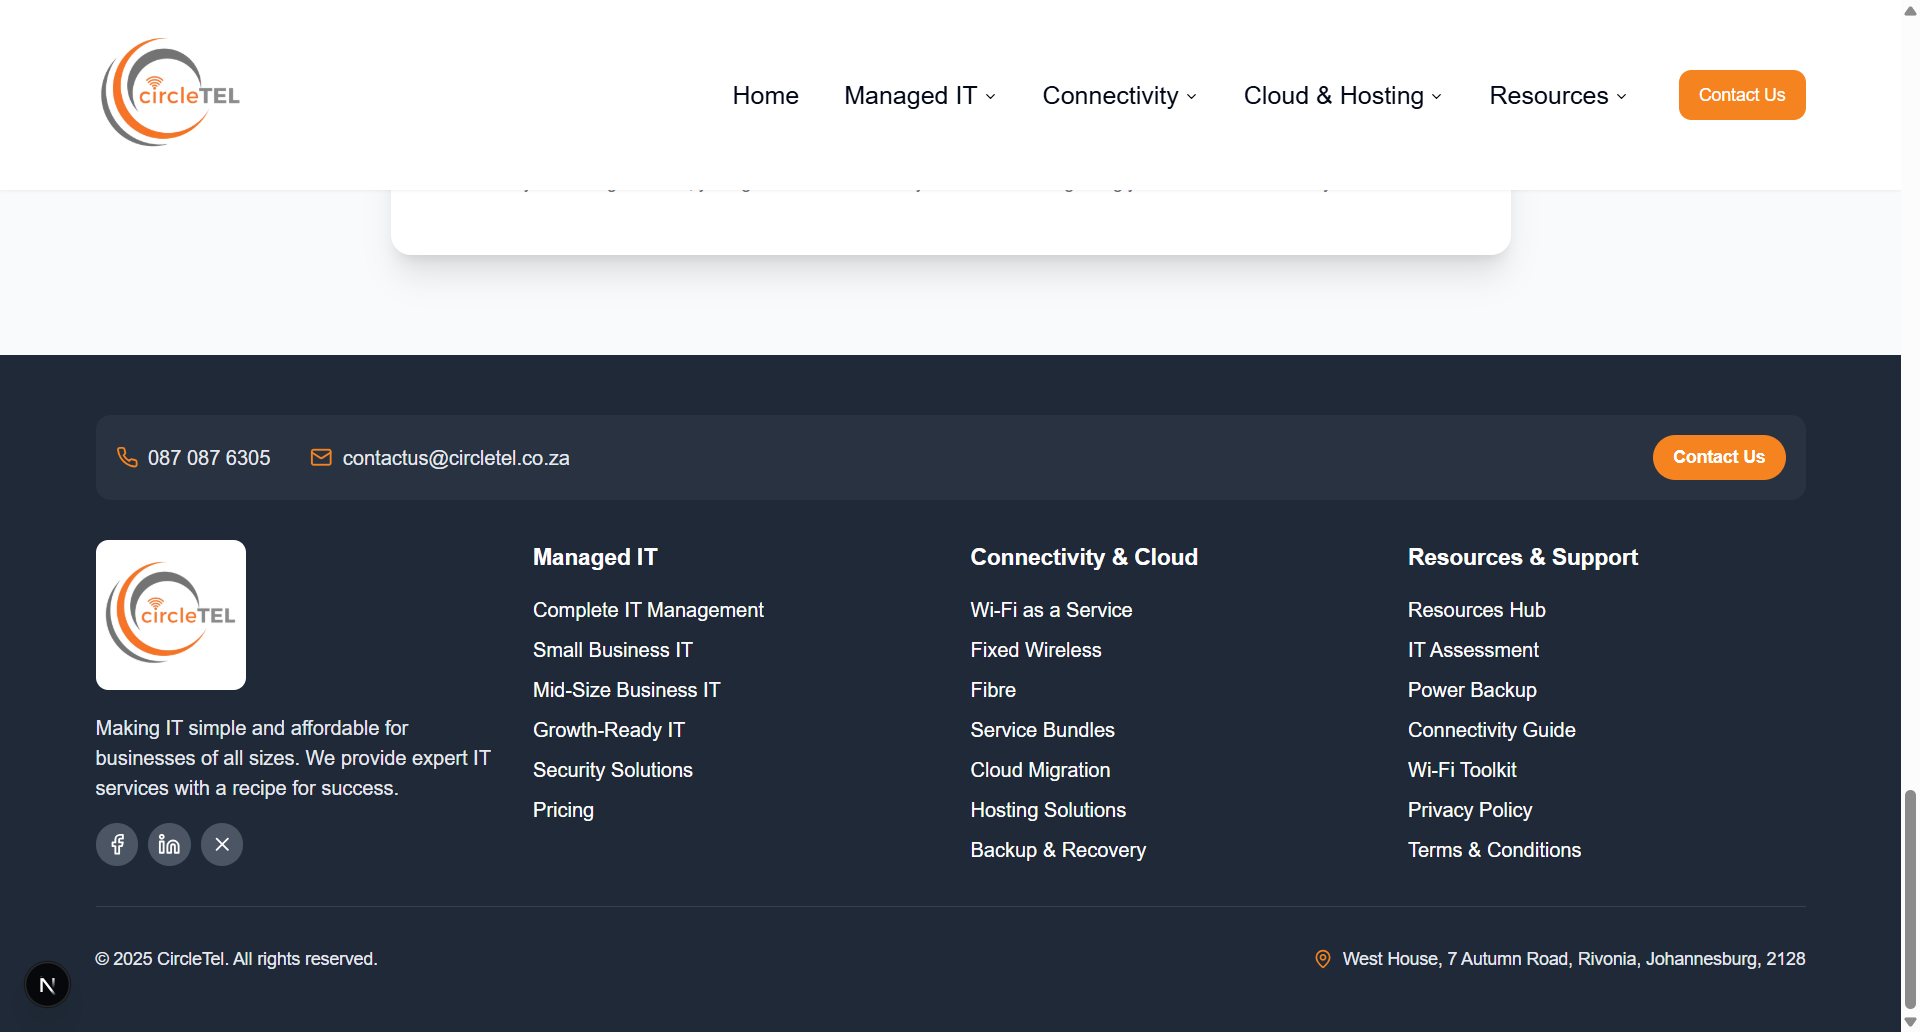 circleTEL
Home
Managed IT
Connectivity
Cloud & Hosting
Resources
Contact Us
087 087 6305
contactus@circletel.co.za
Contact Us
circleTEL
Making IT simple and affordable for
businesses of all sizes. We provide expert IT
services with a recipe for success.
Managed IT
Complete IT Management
Small Business IT
Mid-Size Business IT
Growth-Ready IT
Security Solutions
Pricing
Connectivity & Cloud
Wi-Fi as a Service
Fixed Wireless
Fibre
Service Bundles
Cloud Migration
Hosting Solutions
Backup & Recovery
Resources & Support
Resources Hub
IT Assessment
Power Backup
Connectivity Guide
Wi-Fi Toolkit
Privacy Policy
Terms & Conditions
© 2025 CircleTel. All rights reserved.
West House, 7 Autumn Road, Rivonia, Johannesburg, 2128
N